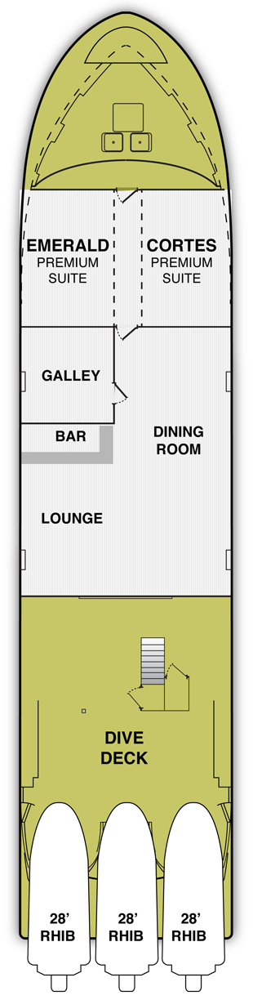 EMERALD
PREMIUM
SUITE
CORTES
PREMIUM
SUITE
GALLEY
BAR
DINING
ROOM
LOUNGE
DIVE
DECK
28’
RHIB
28’
RHIB
28’
RHIB